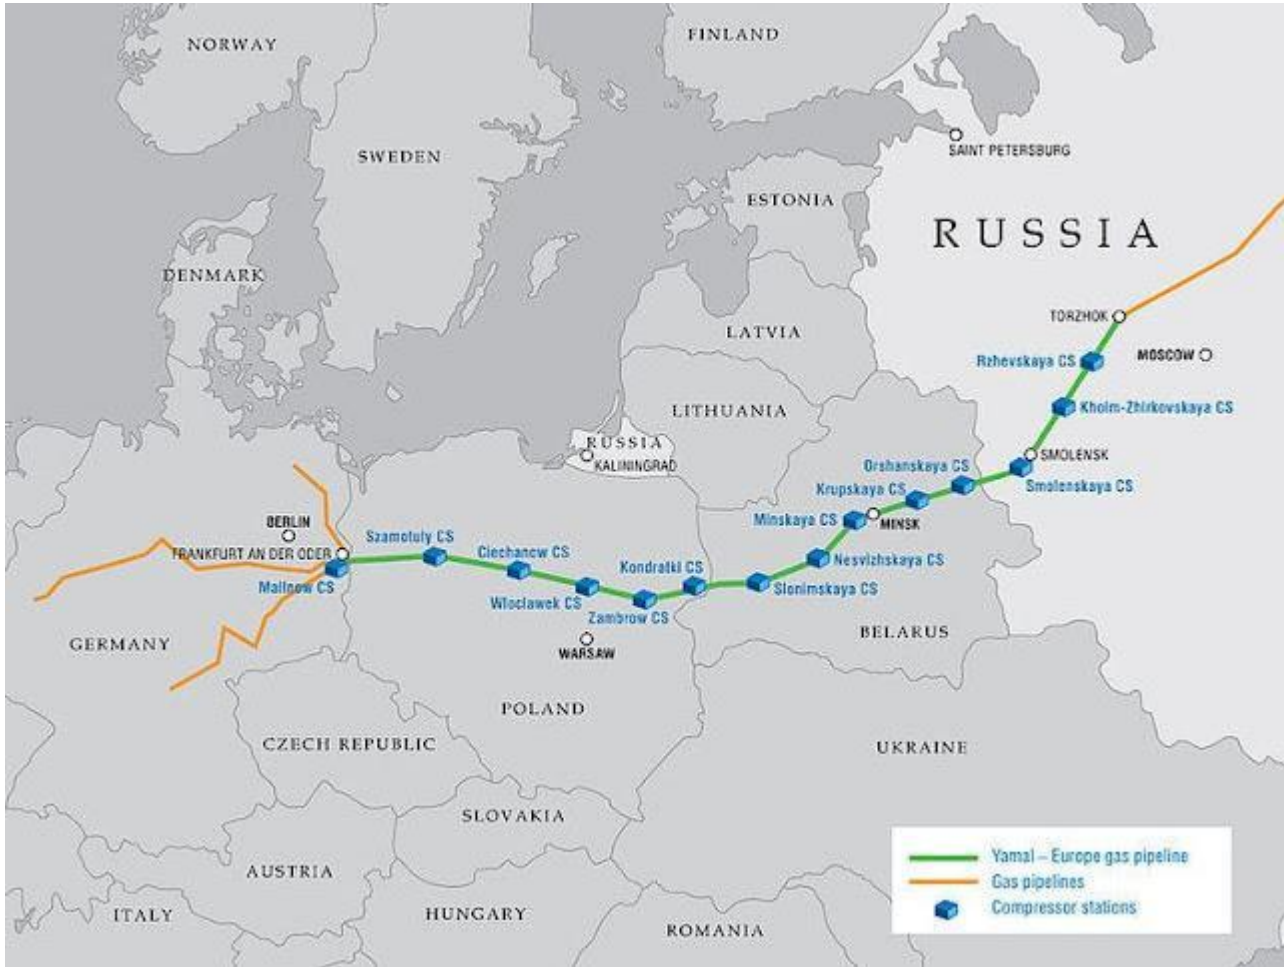 NORWAY
FINLAND
SWEDEN
SAINT PETERSBURG
ESTONIA
RUSSIA
DENMARK
TORZHOK
LATVIA
MOSCOW
Rzhevskaya CS
Kholm-Zhirkovskaya CS
LITHUANIA
RUSSIA
KALININGRAD
SMOLENSK
Orshanskaya CS
Smolenskaya CS
Krupskaya CS
Minskaya CS
MINSK
BERLIN
Szamotuly CS
FRANKFURT AN DER ODER
Ciechanow CS
Kondratki CS
Nesvizhskaya CS
Mallnow CS
Slonimskaya CS
Wloclawek CS
Zambrow CS
GERMANY
BELARUS
WARSAW
POLAND
CZECH REPUBLIC
UKRAINE
SLOVAKIA
AUSTRIA
ITALY
HUNGARY
ROMANIA
Yamal – Europe gas pipeline
Gas pipelines
Compressor stations